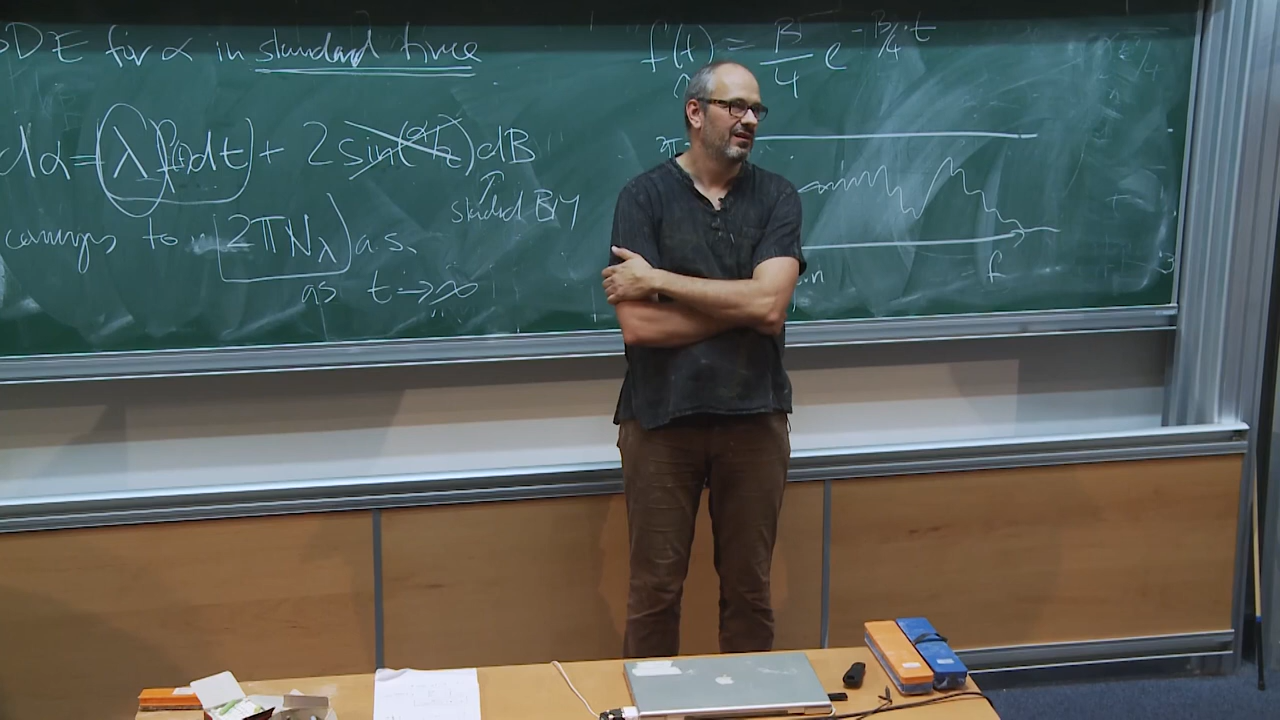 SDE for α in standard time
dα = λ f(t)dt + 2 sin(α/2) dB
standard BM
converges to 2πN_λ a.s.
as t → ∞
f(t) = β/4 e^{-β/4 t}